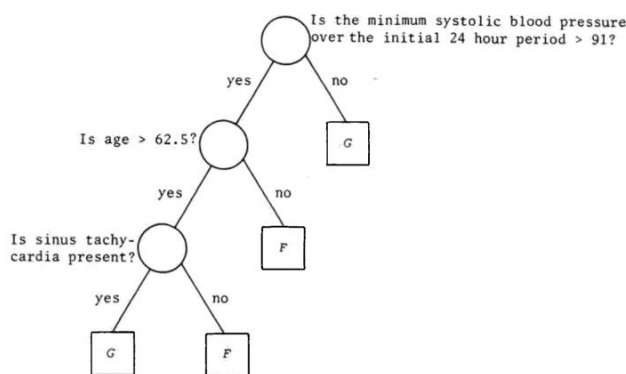 Is the minimum systolic blood pressure
over the initial 24 hour period > 91?
yes
no
Is age > 62.5?
G
yes
no
Is sinus tachy-
cardia present?
F
yes
no
G
F